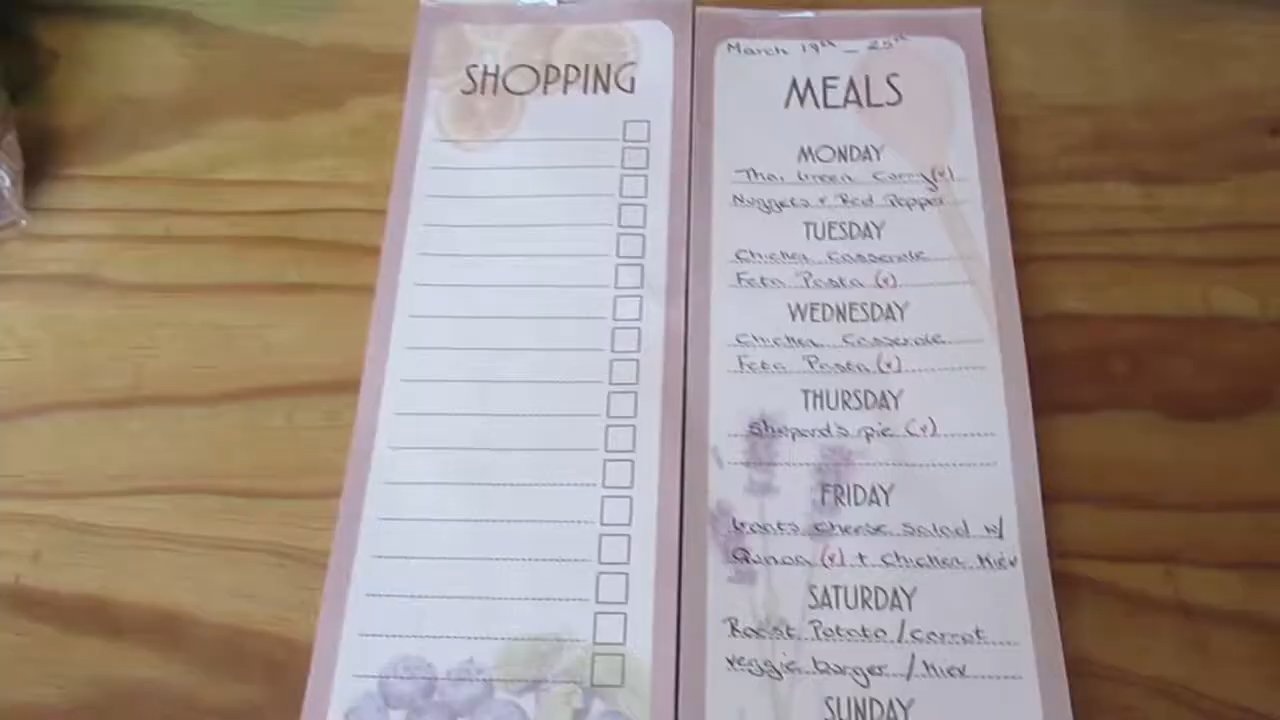 SHOPPING
March 19th - 25th
MEALS
MONDAY
Thai Green Curry (v)
Nuggets + Red Pepper
TUESDAY
Chicken Casserole
Feta Pasta (v)
WEDNESDAY
Chicken Casserole
Feta Pasta (v)
THURSDAY
Shepard's pie (v)
FRIDAY
Goats cheese Salad w/
Quinoa (v) + Chicken Kiev
SATURDAY
Roast Potato / Carrot
Veggie burger / Kiev
SUNDAY